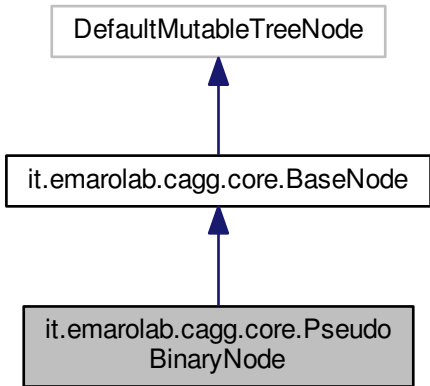 DefaultMutableTreeNode
it.emarolab.cagg.core.BaseNode
it.emarolab.cagg.core.Pseudo
BinaryNode